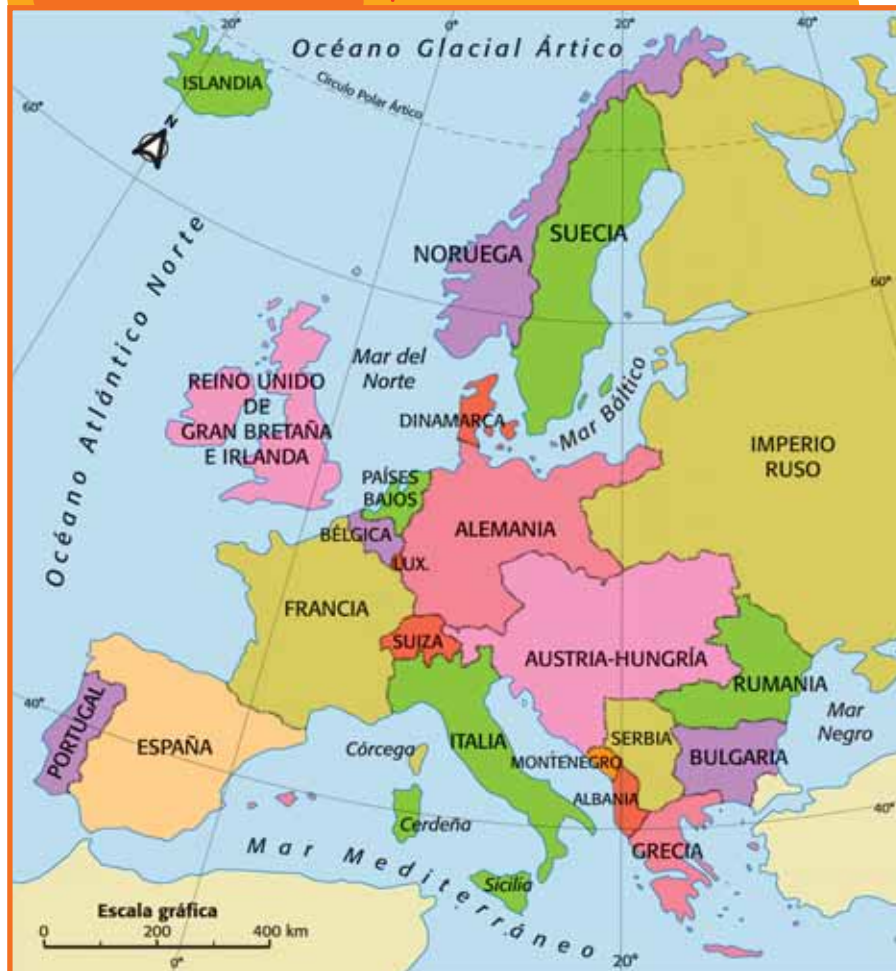 20°
0°
20°
40°
Océano Glacial Ártico
ISLANDIA
Círculo Polar Ártico
60°
N
Océano Atlántico Norte
NORUEGA
SUECIA
60°
Mar del
Norte
REINO UNIDO
DE
GRAN BRETAÑA
E IRLANDA
DINAMARCA
Mar Báltico
IMPERIO
RUSO
PAÍSES
BAJOS
BÉLGICA
ALEMANIA
LUX.
FRANCIA
SUIZA
AUSTRIA-HUNGRÍA
RUMANIA
40°
PORTUGAL
ESPAÑA
Córcega
ITALIA
SERBIA
Mar
Negro
MONTENEGRO
BULGARIA
ALBANIA
Cerdeña
40°
GRECIA
Mar Mediterráneo
Sicilia
Escala gráfica
0 200 400 km
0°
20°